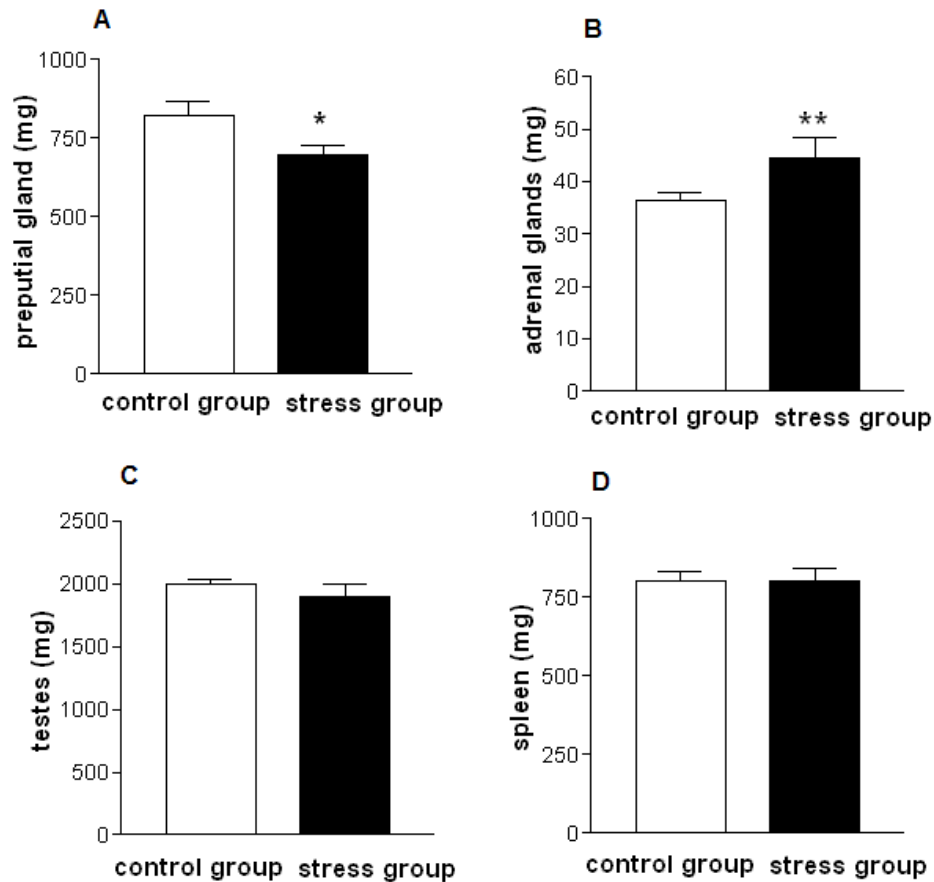 A
preputial gland (mg)
1000
750
500
250
0
*
control group stress group
B
adrenal glands (mg)
60
50
40
30
20
10
0
**
control group stress group
C
testes (mg)
2500
2000
1500
1000
500
0
control group stress group
D
spleen (mg)
1000
750
500
250
0
control group stress group